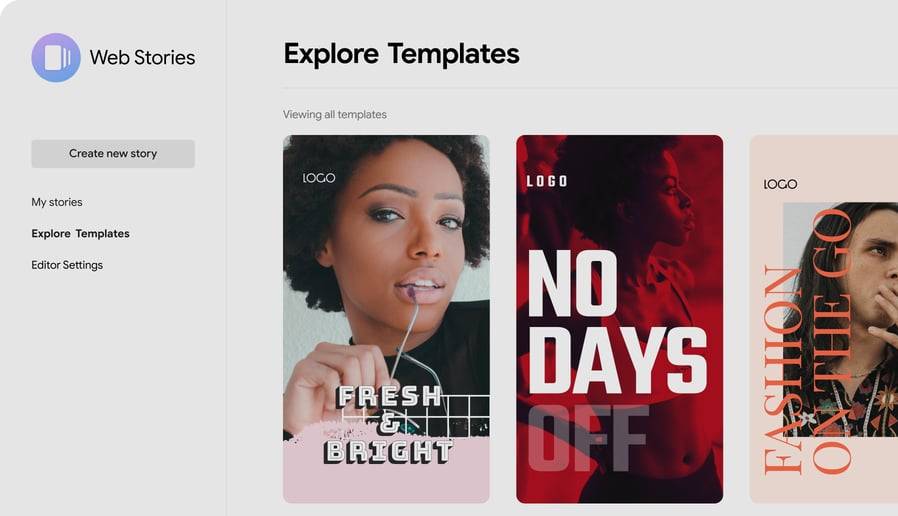 Web Stories
Create new story
My stories
Explore Templates
Editor Settings
Explore Templates
Viewing all templates
LOGO
FRESH
&
BRIGHT
LOGO
NO
DAYS
OFF
LOGO
FASHION
ON THE GO